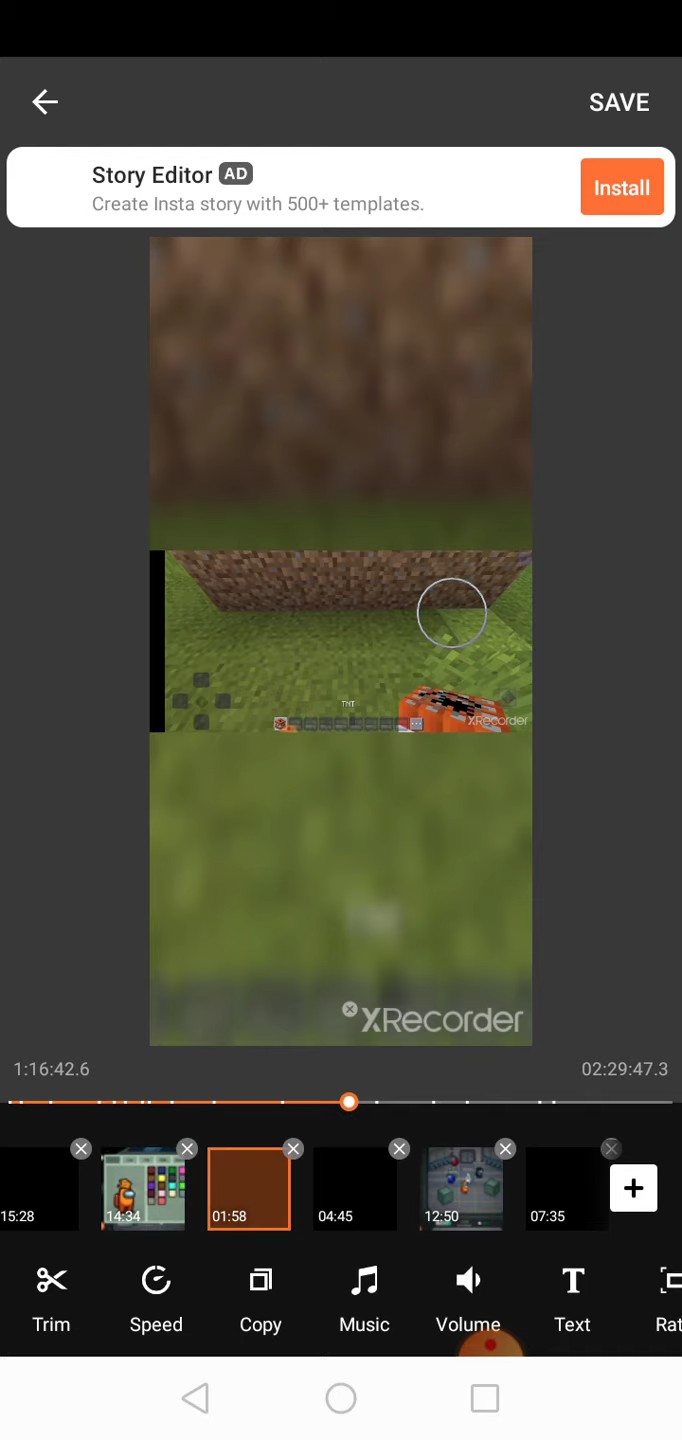 SAVE
Story Editor AD
Create Insta story with 500+ templates.
Install
TNT
XRecorder
XRecorder
1:16:42.6
02:29:47.3
15:28
14:34
01:58
04:45
12:50
07:35
Trim
Speed
Copy
Music
Volume
Text
Rat